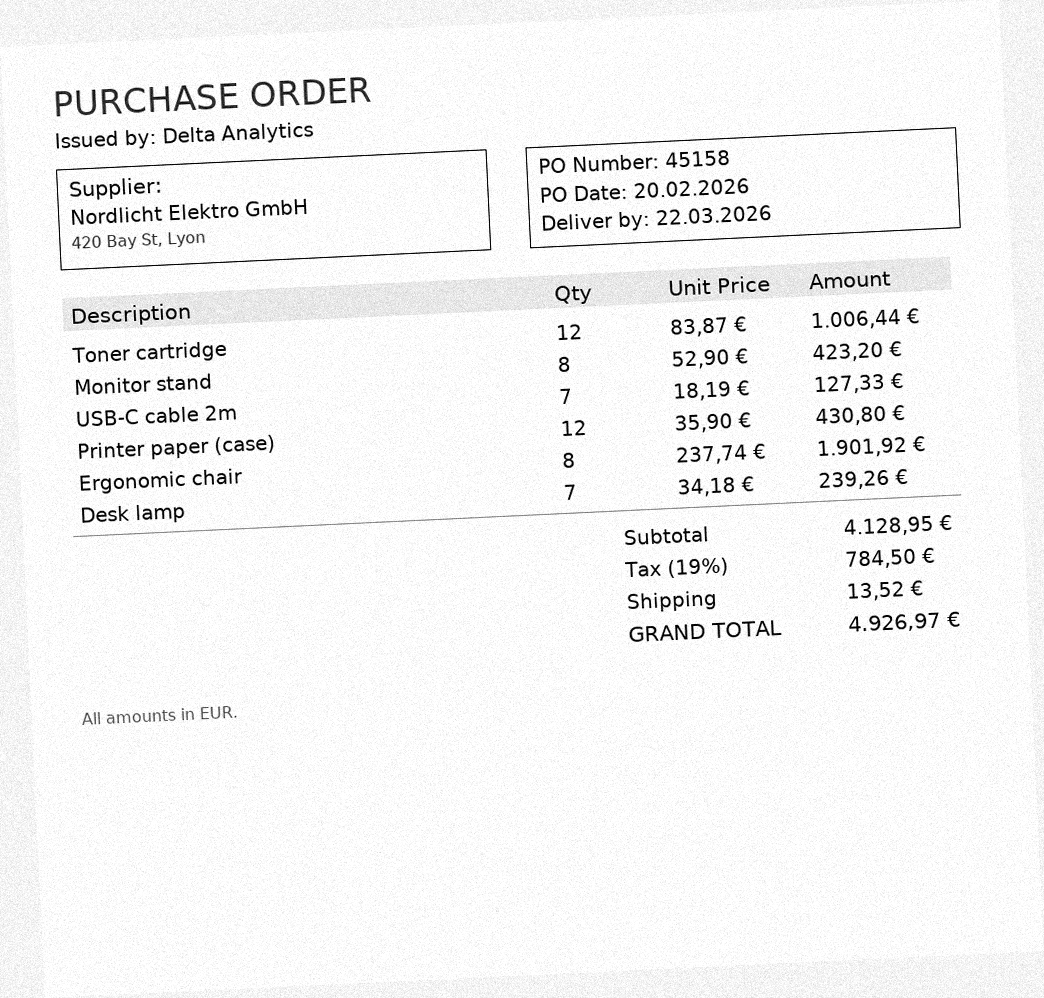 PURCHASE ORDER
Issued by: Delta Analytics
Supplier:
Nordlicht Elektro GmbH
420 Bay St, Lyon
PO Number: 45158
PO Date: 20.02.2026
Deliver by: 22.03.2026
Description Qty Unit Price Amount
Toner cartridge 12 83,87 € 1.006,44 €
Monitor stand 8 52,90 € 423,20 €
USB-C cable 2m 7 18,19 € 127,33 €
Printer paper (case) 12 35,90 € 430,80 €
Ergonomic chair 8 237,74 € 1.901,92 €
Desk lamp 7 34,18 € 239,26 €
Subtotal 4.128,95 €
Tax (19%) 784,50 €
Shipping 13,52 €
GRAND TOTAL 4.926,97 €
All amounts in EUR.